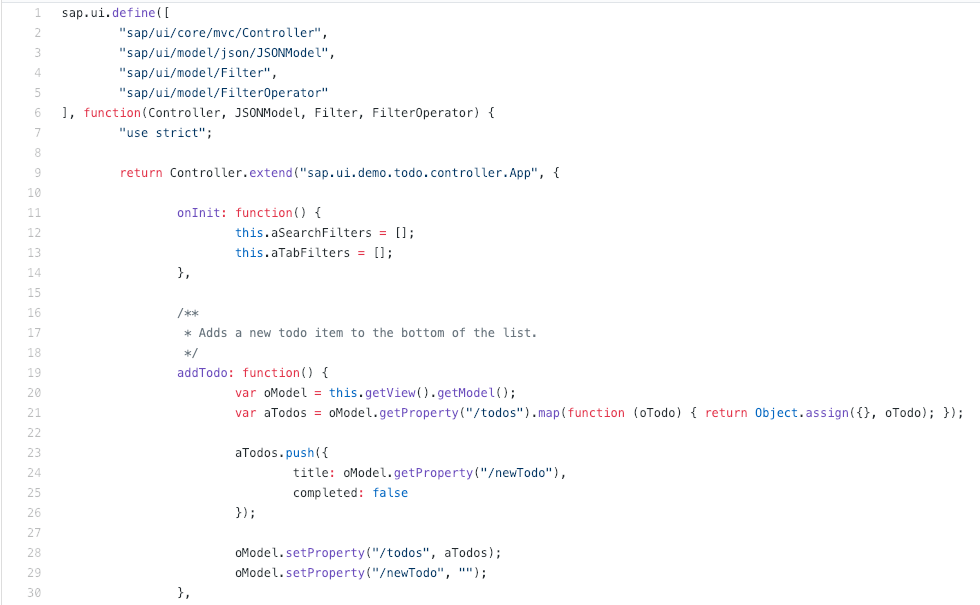 1 sap.ui.define([
2 "sap/ui/core/mvc/Controller",
3 "sap/ui/model/json/JSONModel",
4 "sap/ui/model/Filter",
5 "sap/ui/model/FilterOperator"
6 ], function(Controller, JSONModel, Filter, FilterOperator) {
7 "use strict";
8
9 return Controller.extend("sap.ui.demo.todo.controller.App", {
10
11 onInit: function() {
12 this.aSearchFilters = [];
13 this.aTabFilters = [];
14 },
15
16 /**
17 * Adds a new todo item to the bottom of the list.
18 */
19 addTodo: function() {
20 var oModel = this.getView().getModel();
21 var aTodos = oModel.getProperty("/todos").map(function (oTodo) { return Object.assign({}, oTodo); });
22
23 aTodos.push({
24 title: oModel.getProperty("/newTodo"),
25 completed: false
26 });
27
28 oModel.setProperty("/todos", aTodos);
29 oModel.setProperty("/newTodo", "");
30 },